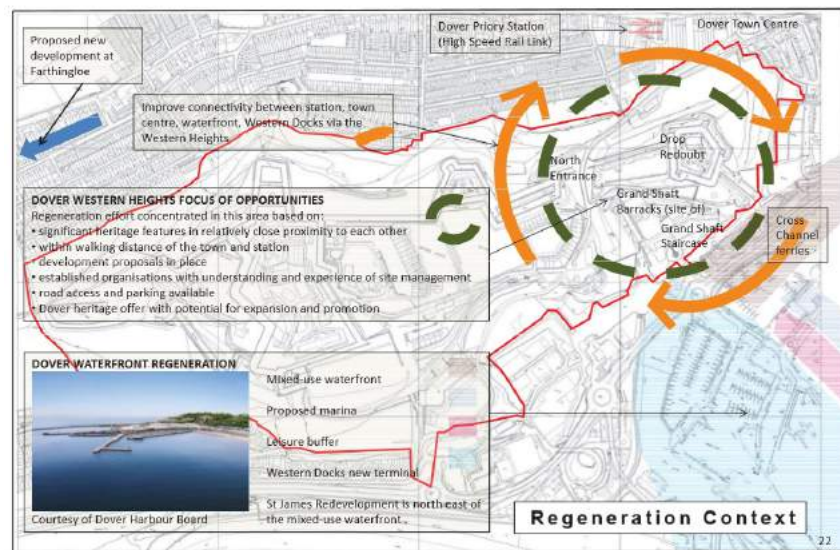 Proposed new
development at
Farthingloe
Dover Priory Station
(High Speed Rail Link)
Dover Town Centre
Improve connectivity between station, town
centre, waterfront, Western Docks via the
Western Heights
North
Entrance
Drop
Redoubt
Grand Shaft
Barracks (site of)
Grand Shaft
Staircase
Cross
Channel
ferries
DOVER WESTERN HEIGHTS FOCUS OF OPPORTUNITIES
Regeneration effort concentrated in this area based on:
• significant heritage features in relatively close proximity to each other
• within walking distance of the town and station
• development proposals in place
• established organisations with understanding and experience of site management
• road access and parking available
• Dover heritage offer with potential for expansion and promotion
DOVER WATERFRONT REGENERATION
Mixed-use waterfront
Proposed marina
Leisure buffer
Western Docks new terminal
St James Redevelopment is north east of
the mixed-use waterfront .
Courtesy of Dover Harbour Board
Regeneration Context
22